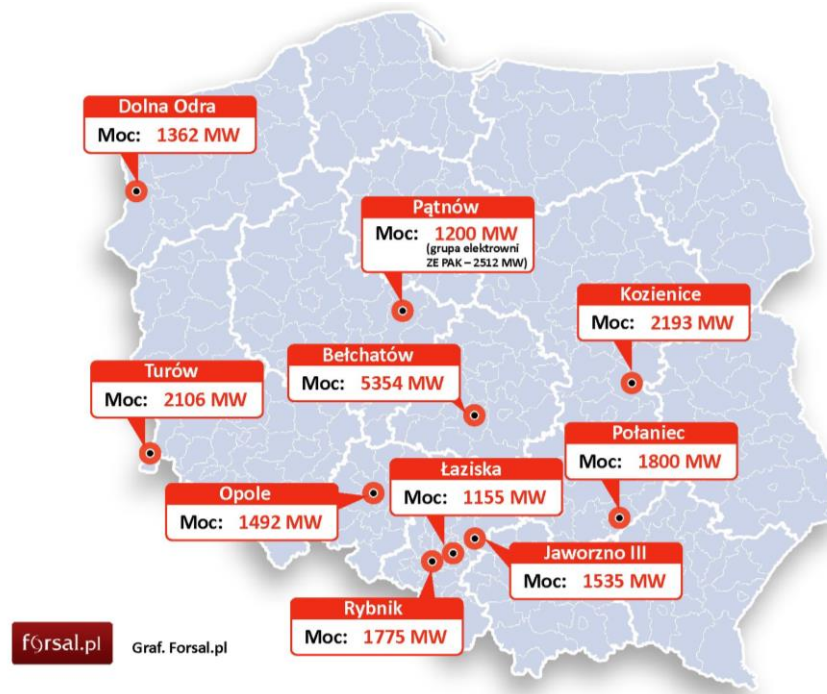 Dolna Odra
Moc: 1362 MW
Pątnów
Moc: 1200 MW
(grupa elektrowni
ZE PAK – 2512 MW)
Kozienice
Moc: 2193 MW
Bełchatów
Moc: 5354 MW
Turów
Moc: 2106 MW
Połaniec
Moc: 1800 MW
Łaziska
Moc: 1155 MW
Opole
Moc: 1492 MW
Jaworzno III
Moc: 1535 MW
Rybnik
Moc: 1775 MW
forsal.pl
Graf. Forsal.pl